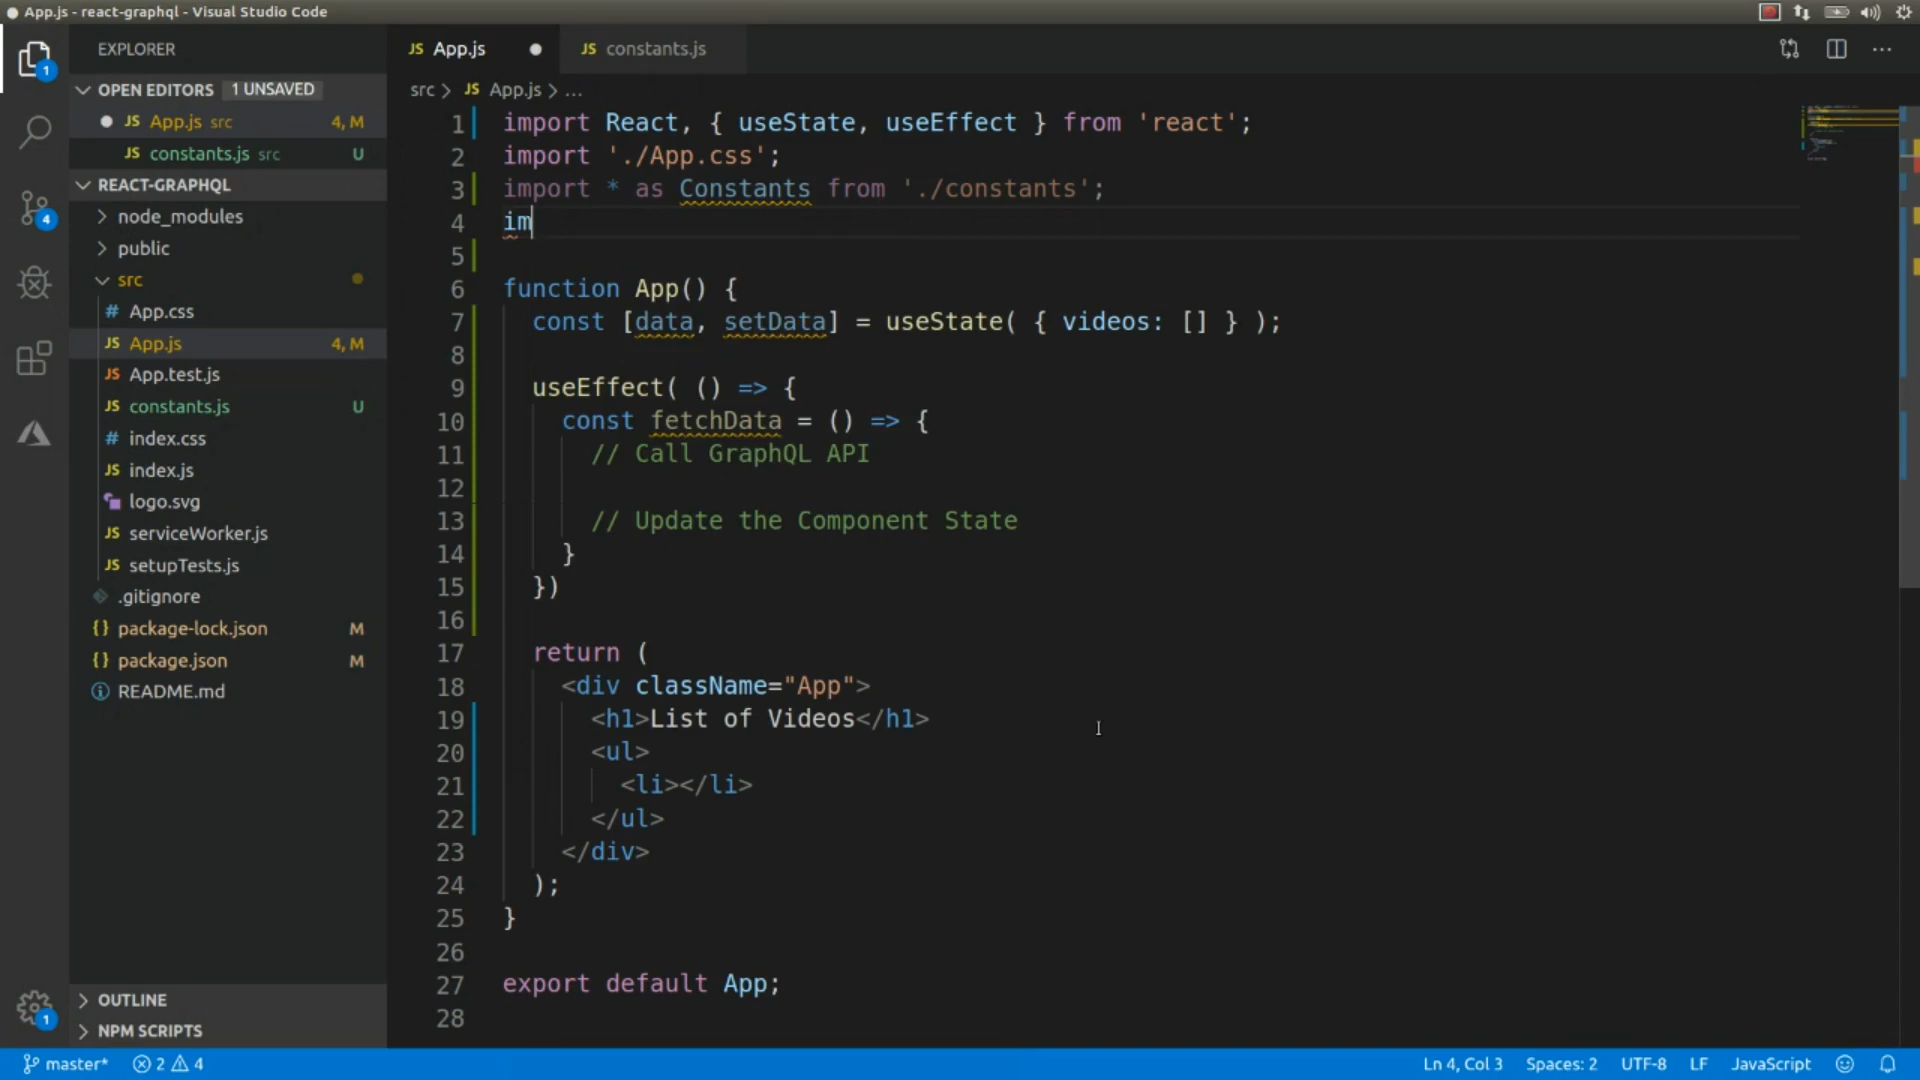 App.js - react-graphql - Visual Studio Code
EXPLORER
OPEN EDITORS 1 UNSAVED
JS App.js src 4, M
JS constants.js src U
REACT-GRAPHQL
node_modules
public
src
# App.css
JS App.js 4, M
JS App.test.js
JS constants.js U
# index.css
JS index.js
logo.svg
JS serviceWorker.js
JS setupTests.js
.gitignore
{} package-lock.json M
{} package.json M
README.md
OUTLINE
NPM SCRIPTS
1
4
1
JS App.js
JS constants.js
src > JS App.js > ...
1 import React, { useState, useEffect } from 'react';
2 import './App.css';
3 import * as Constants from './constants';
4 im
5
6 function App() {
7 const [data, setData] = useState( { videos: [] } );
8
9 useEffect( () => {
10 const fetchData = () => {
11 // Call GraphQL API
12
13 // Update the Component State
14 }
15 })
16
17 return (
18 <div className="App">
19 <h1>List of Videos</h1>
20 <ul>
21 <li></li>
22 </ul>
23 </div>
24 );
25 }
26
27 export default App;
28
master* 2 4
Ln 4, Col 3 Spaces: 2 UTF-8 LF JavaScript